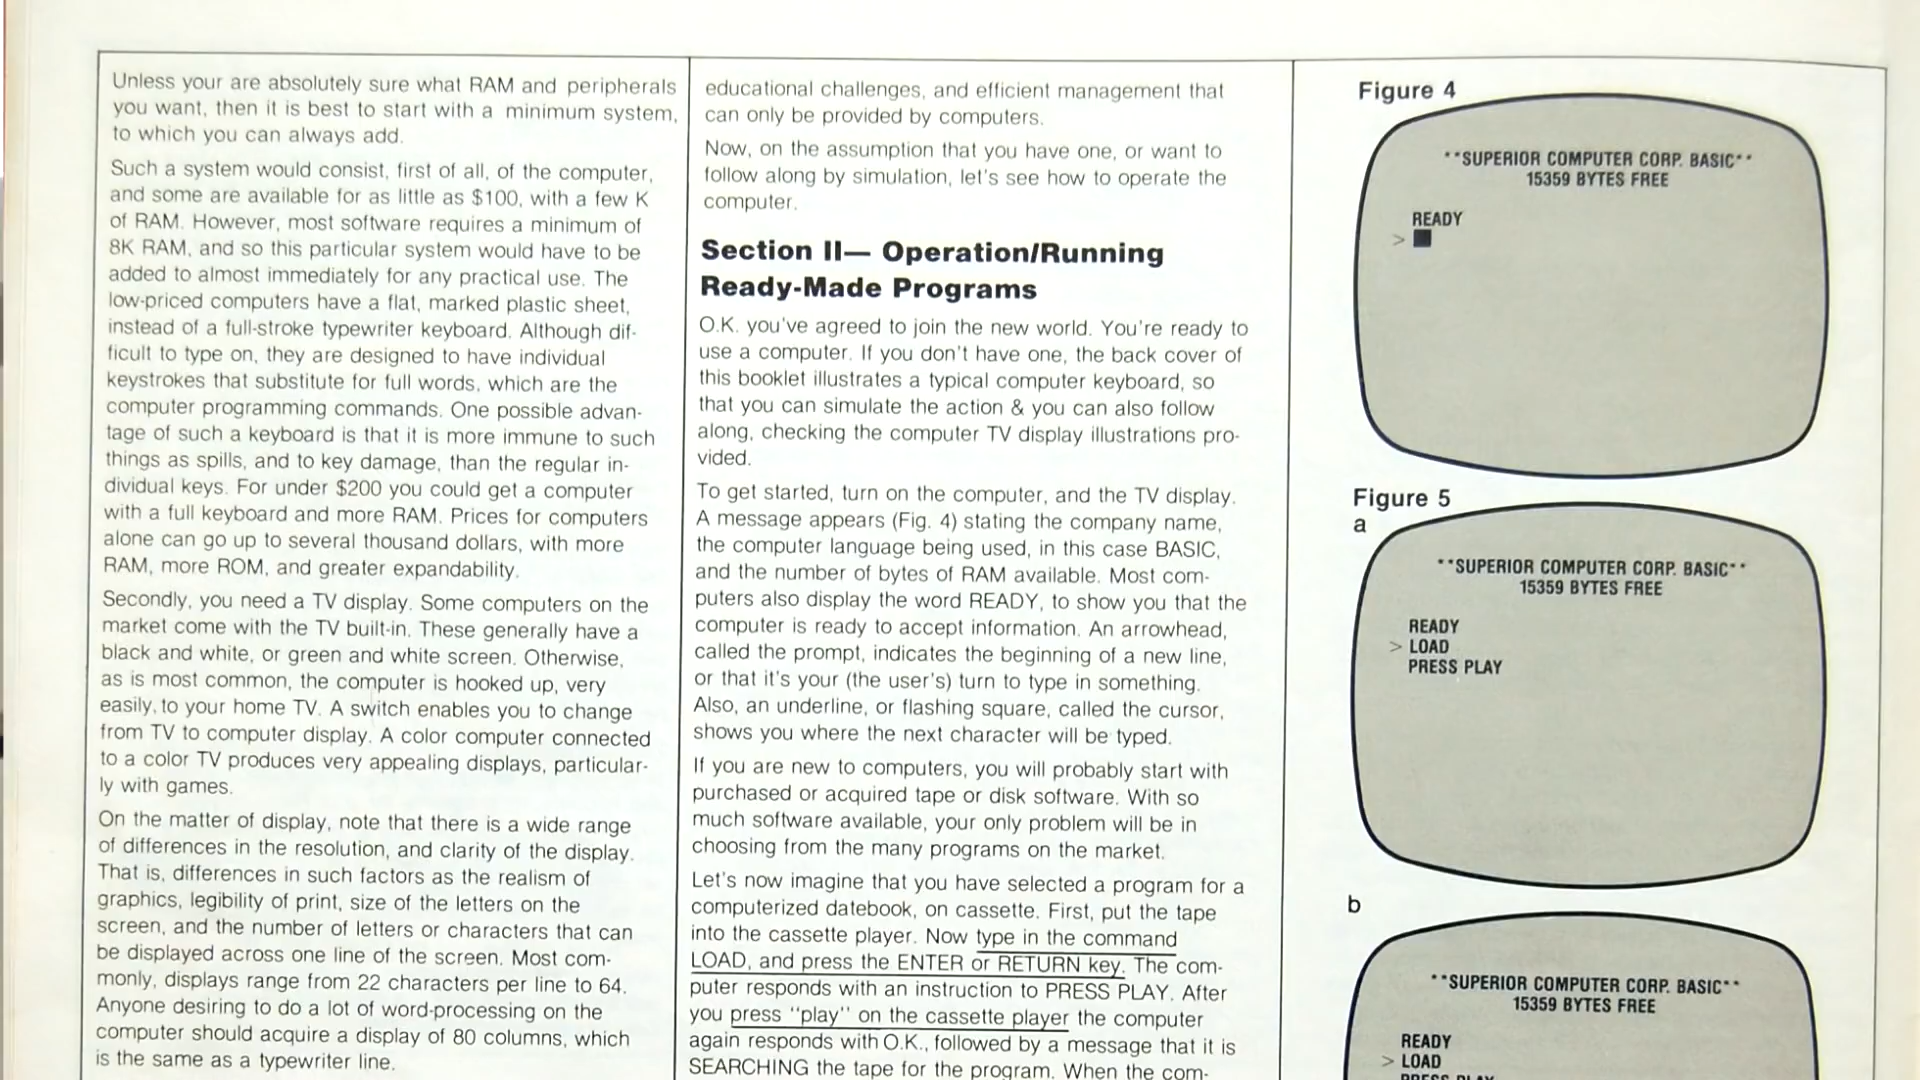 Unless your are absolutely sure what RAM and peripherals
you want, then it is best to start with a minimum system,
to which you can always add.
Such a system would consist, first of all, of the computer,
and some are available for as little as $100, with a few K
of RAM. However, most software requires a minimum of
8K RAM, and so this particular system would have to be
added to almost immediately for any practical use. The
low-priced computers have a flat, marked plastic sheet,
instead of a full-stroke typewriter keyboard. Although dif-
ficult to type on, they are designed to have individual
keystrokes that substitute for full words, which are the
computer programming commands. One possible advan-
tage of such a keyboard is that it is more immune to such
things as spills, and to key damage, than the regular in-
dividual keys. For under $200 you could get a computer
with a full keyboard and more RAM. Prices for computers
alone can go up to several thousand dollars, with more
RAM, more ROM, and greater expandability.
Secondly, you need a TV display. Some computers on the
market come with the TV built-in. These generally have a
black and white, or green and white screen. Otherwise,
as is most common, the computer is hooked up, very
easily, to your home TV. A switch enables you to change
from TV to computer display. A color computer connected
to a color TV produces very appealing displays, particular-
ly with games.
On the matter of display, note that there is a wide range
of differences in the resolution, and clarity of the display.
That is, differences in such factors as the realism of
graphics, legibility of print, size of the letters on the
screen, and the number of letters or characters that can
be displayed across one line of the screen. Most com-
monly, displays range from 22 characters per line to 64.
Anyone desiring to do a lot of word-processing on the
computer should acquire a display of 80 columns, which
is the same as a typewriter line.
educational challenges, and efficient management that
can only be provided by computers.
Now, on the assumption that you have one, or want to
follow along by simulation, let's see how to operate the
computer.
Section II— Operation/Running
Ready-Made Programs
O.K. you've agreed to join the new world. You're ready to
use a computer. If you don't have one, the back cover of
this booklet illustrates a typical computer keyboard, so
that you can simulate the action & you can also follow
along, checking the computer TV display illustrations pro-
vided.
To get started, turn on the computer, and the TV display.
A message appears (Fig. 4) stating the company name,
the computer language being used, in this case BASIC,
and the number of bytes of RAM available. Most com-
puters also display the word READY, to show you that the
computer is ready to accept information. An arrowhead,
called the prompt, indicates the beginning of a new line,
or that it's your (the user's) turn to type in something.
Also, an underline, or flashing square, called the cursor,
shows you where the next character will be typed.
If you are new to computers, you will probably start with
purchased or acquired tape or disk software. With so
much software available, your only problem will be in
choosing from the many programs on the market.
Let's now imagine that you have selected a program for a
computerized datebook, on cassette. First, put the tape
into the cassette player. Now type in the command
LOAD, and press the ENTER or RETURN key. The com-
puter responds with an instruction to PRESS PLAY. After
you press "play" on the cassette player the computer
again responds with O.K., followed by a message that it is
SEARCHING the tape for the program. When the com-
Figure 4
**SUPERIOR COMPUTER CORP. BASIC**
15359 BYTES FREE
READY
>
Figure 5
a
**SUPERIOR COMPUTER CORP. BASIC**
15359 BYTES FREE
READY
> LOAD
PRESS PLAY
b
**SUPERIOR COMPUTER CORP. BASIC**
15359 BYTES FREE
READY
> LOAD
PRESS PLAY